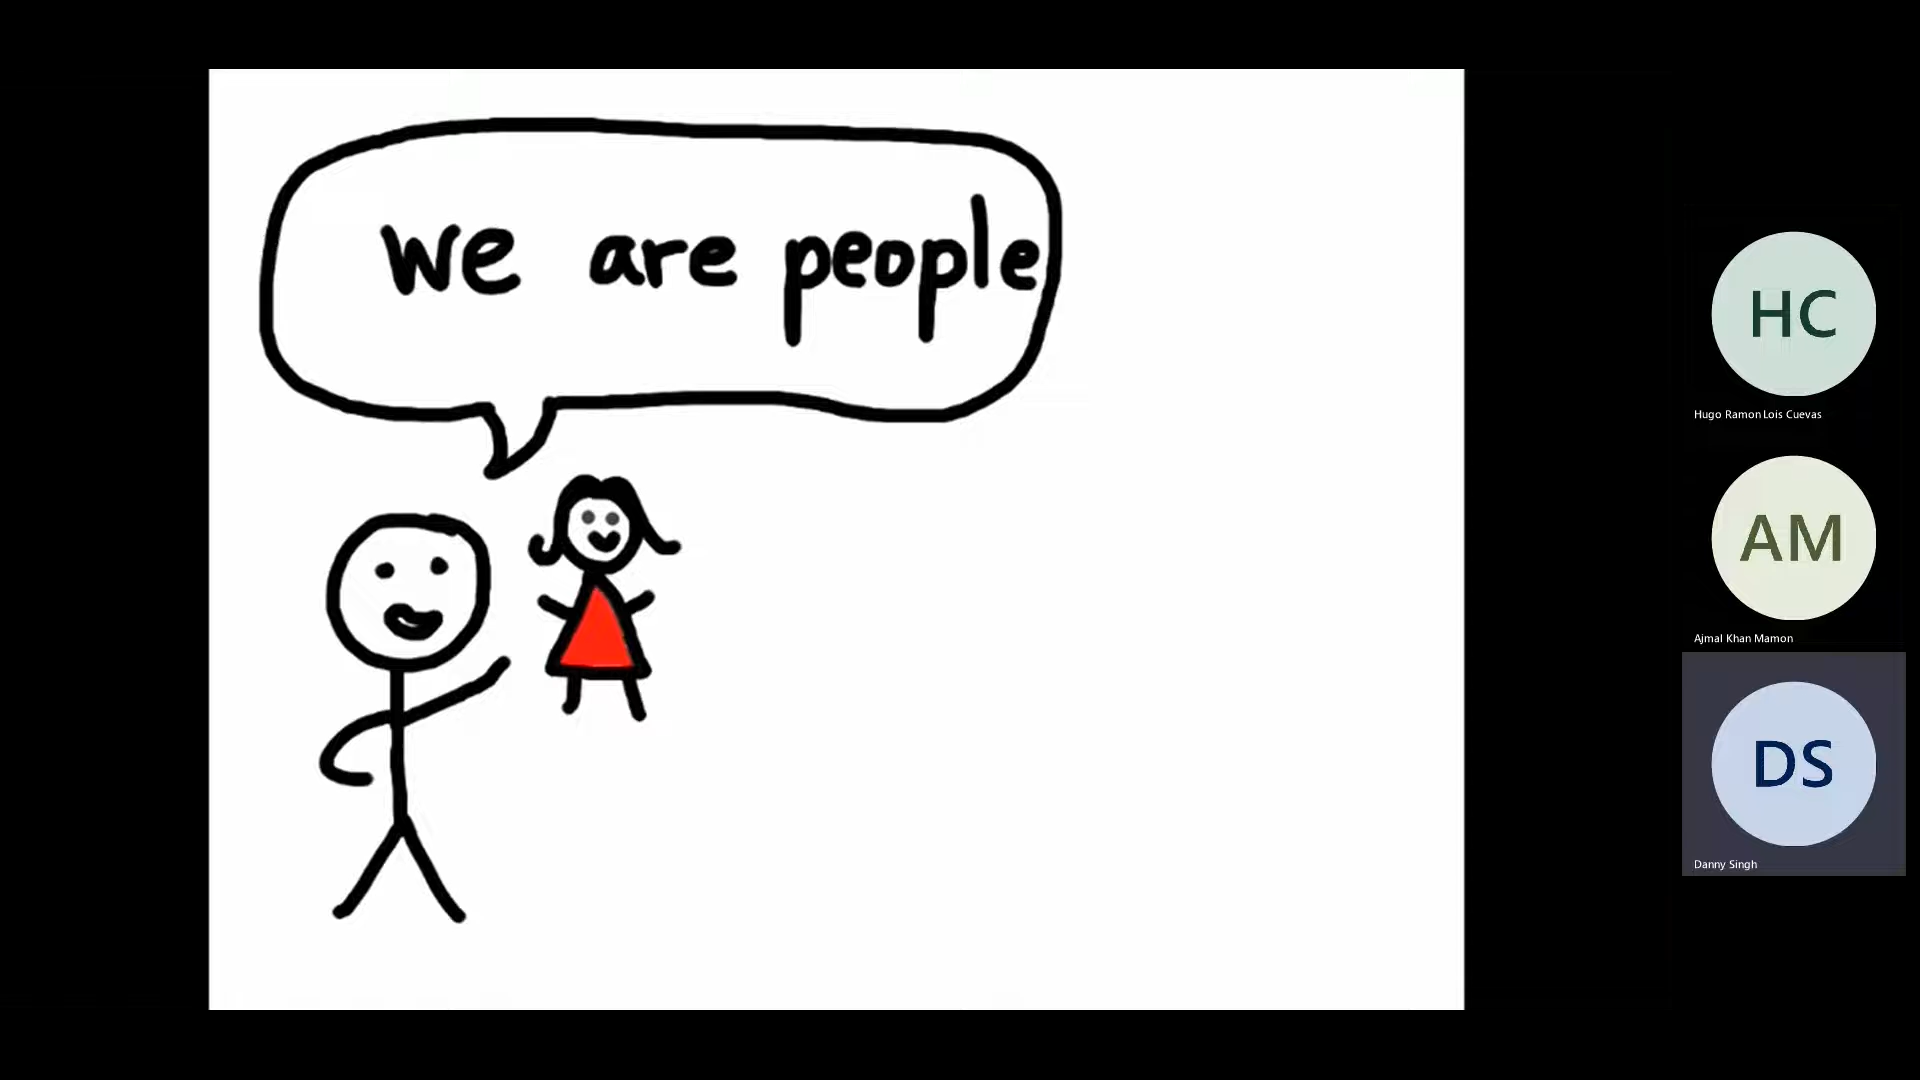 we are people
HC
Hugo Ramon Lois Cuevas
AM
Ajmal Khan Mamon
DS
Danny Singh